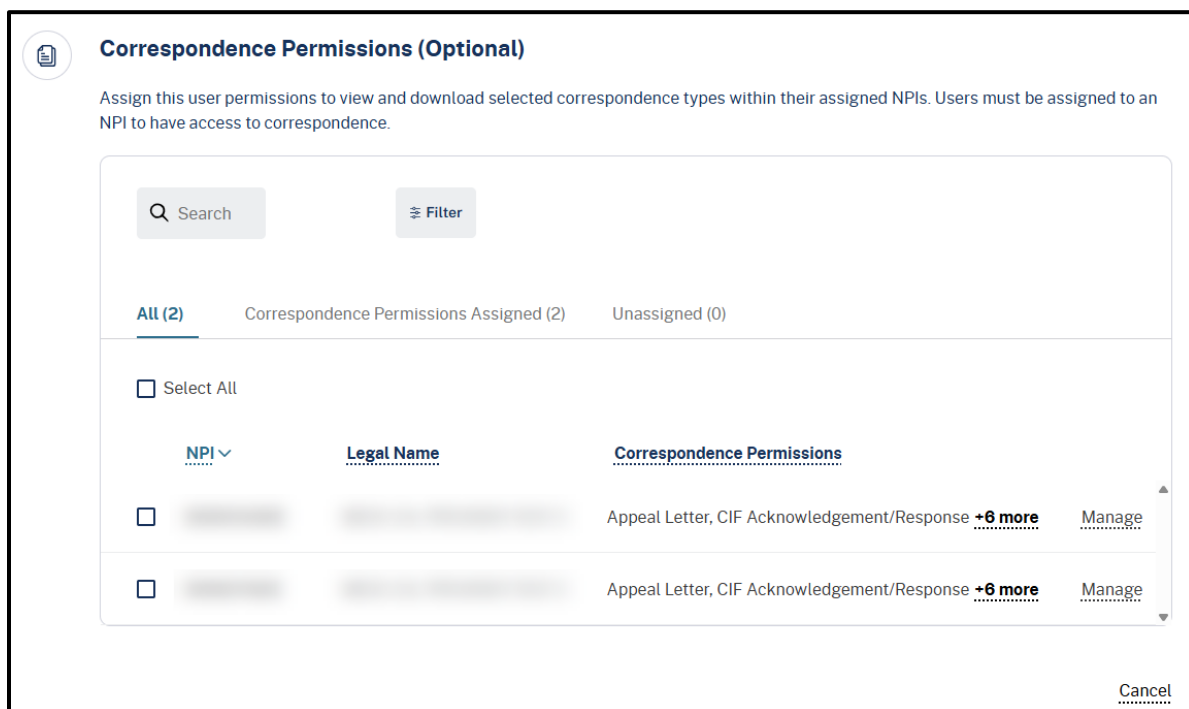 Correspondence Permissions (Optional)
Assign this user permissions to view and download selected correspondence types within their assigned NPIs. Users must be assigned to an
NPI to have access to correspondence.
Search
Filter
All (2) Correspondence Permissions Assigned (2) Unassigned (0)
Select All
NPI Legal Name Correspondence Permissions
Appeal Letter, CIF Acknowledgement/Response +6 more Manage
Appeal Letter, CIF Acknowledgement/Response +6 more Manage
Cancel